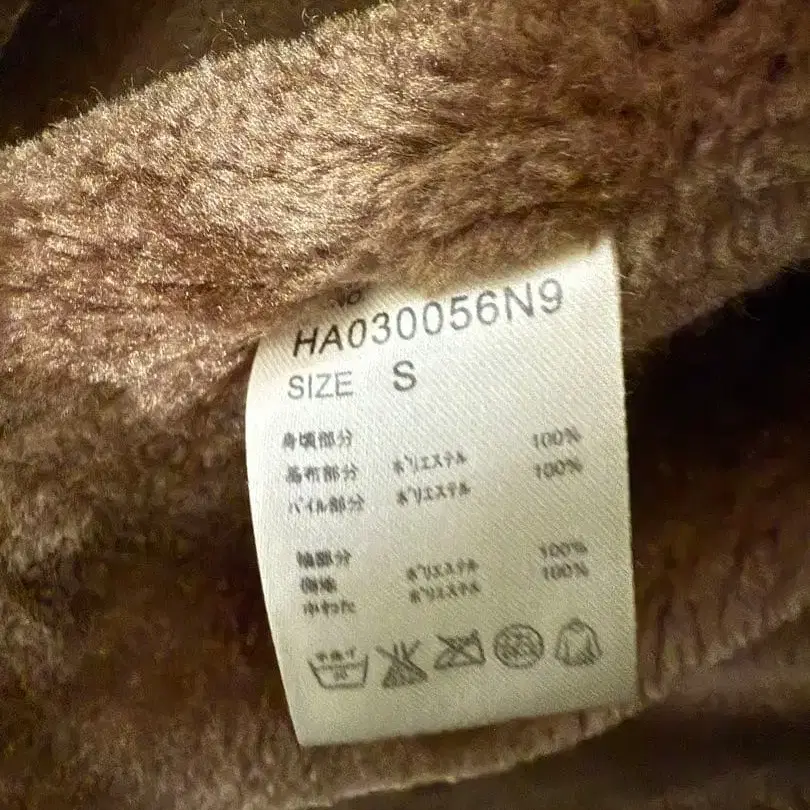 NO
HA030056N9
SIZE S
身頃部分
基布部分 ポリエステル 100%
パイル部分 ポリエステル 100%
袖部分
側地 ポリエステル 100%
中わた ポリエステル 100%